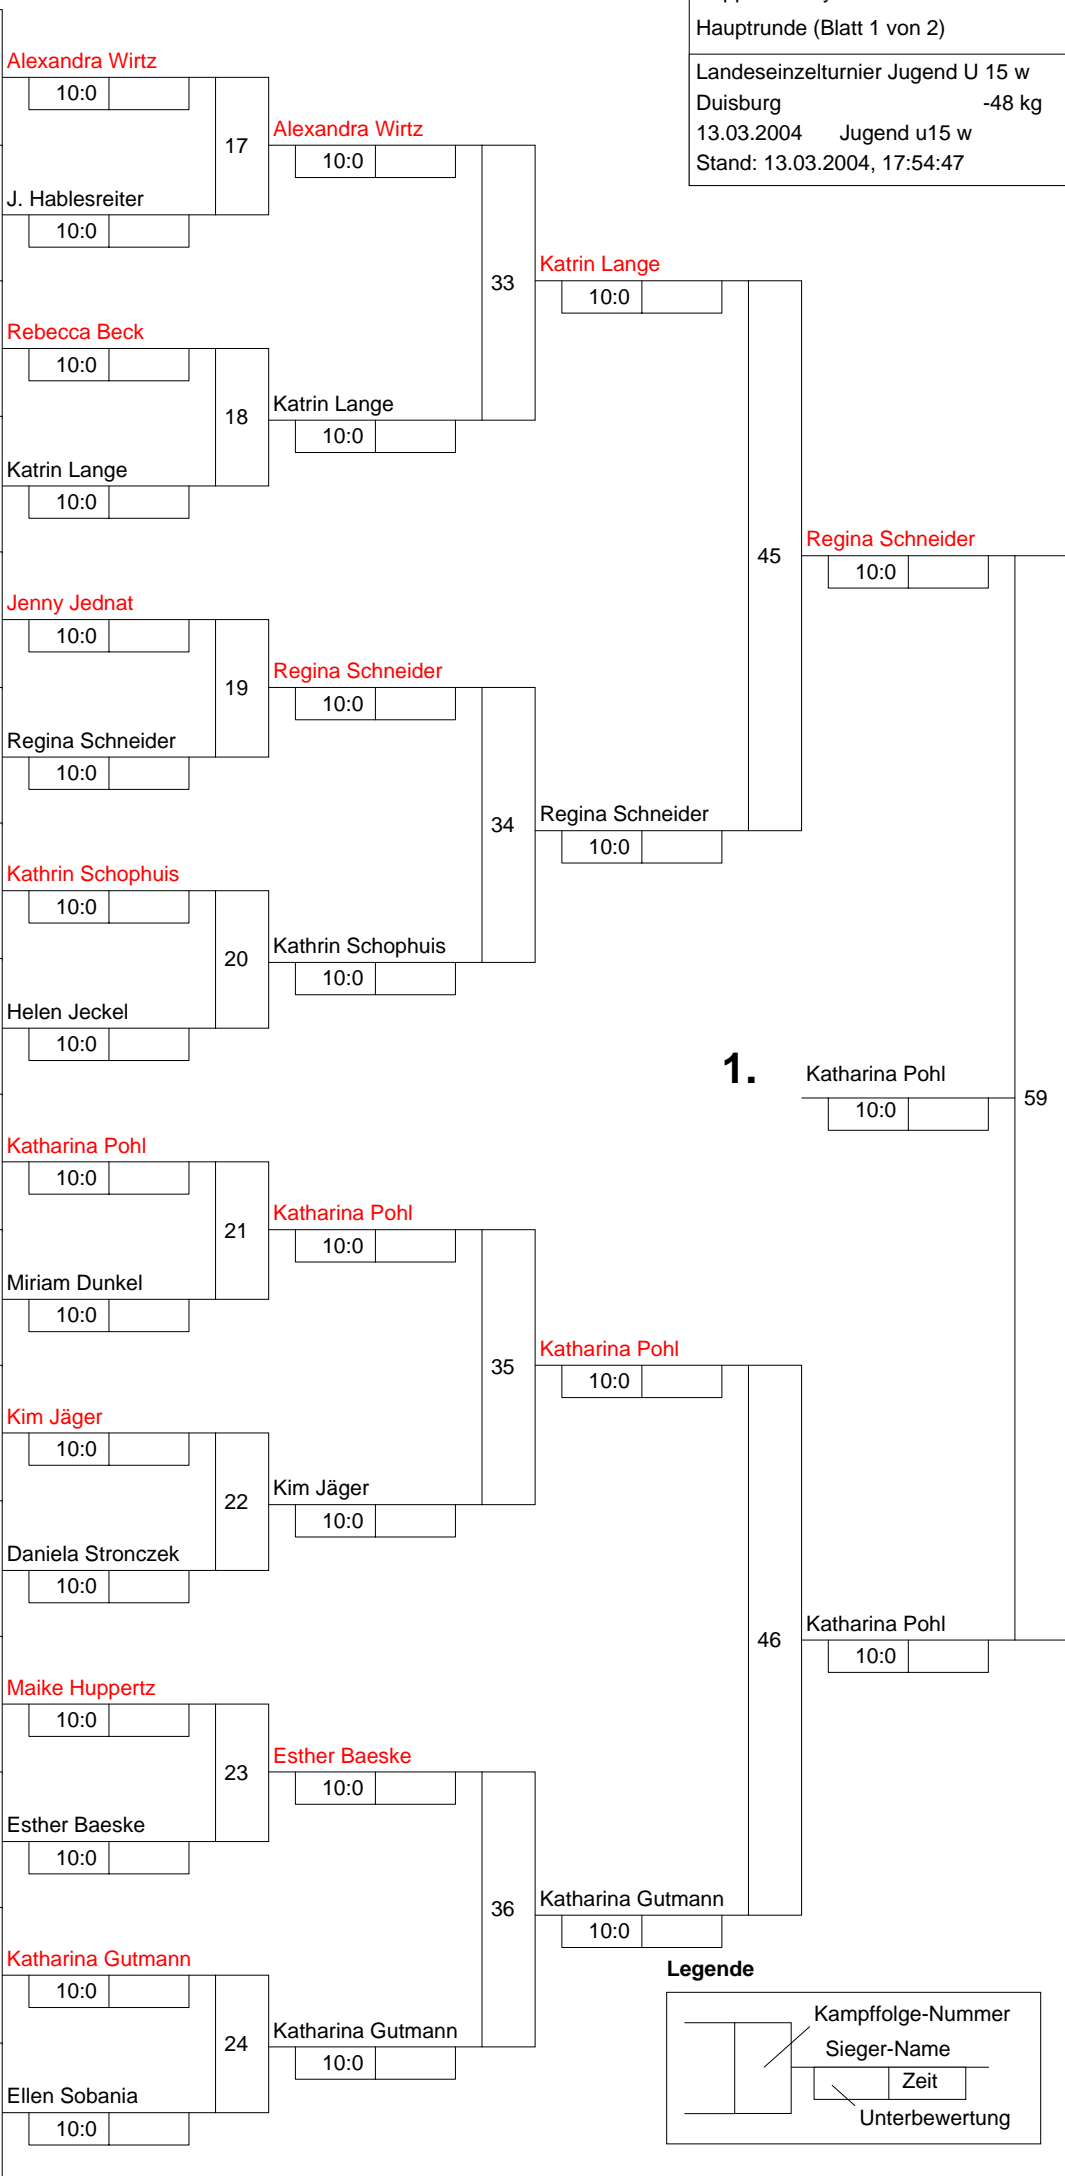 Hauptrunde (Blatt 1 von 2)
Landeseinzelturnier Jugend U 15 w
Duisburg -48 kg
13.03.2004 Jugend u15 w
Stand: 13.03.2004, 17:54:47
Alexandra Wirtz
10:0
17
J. Hablesreiter
10:0
Rebecca Beck
10:0
18
Katrin Lange
10:0
Jenny Jednat
10:0
19
Regina Schneider
10:0
Kathrin Schophuis
10:0
20
Helen Jeckel
10:0
Katharina Pohl
10:0
21
Miriam Dunkel
10:0
Kim Jäger
10:0
22
Daniela Stronczek
10:0
Maike Huppertz
10:0
23
Esther Baeske
10:0
Katharina Gutmann
10:0
24
Ellen Sobania
10:0
Alexandra Wirtz
10:0
33
Katrin Lange
10:0
Regina Schneider
10:0
34
Kathrin Schophuis
10:0
Katharina Pohl
10:0
35
Kim Jäger
10:0
Esther Baeske
10:0
36
Katharina Gutmann
10:0
Katrin Lange
10:0
45
Regina Schneider
10:0
Katharina Pohl
10:0
46
Katharina Gutmann
10:0
Regina Schneider
10:0
1. Katharina Pohl
10:0
59
Katharina Pohl
10:0
Legende
Kampffolge-Nummer
Sieger-Name
Zeit
Unterbewertung